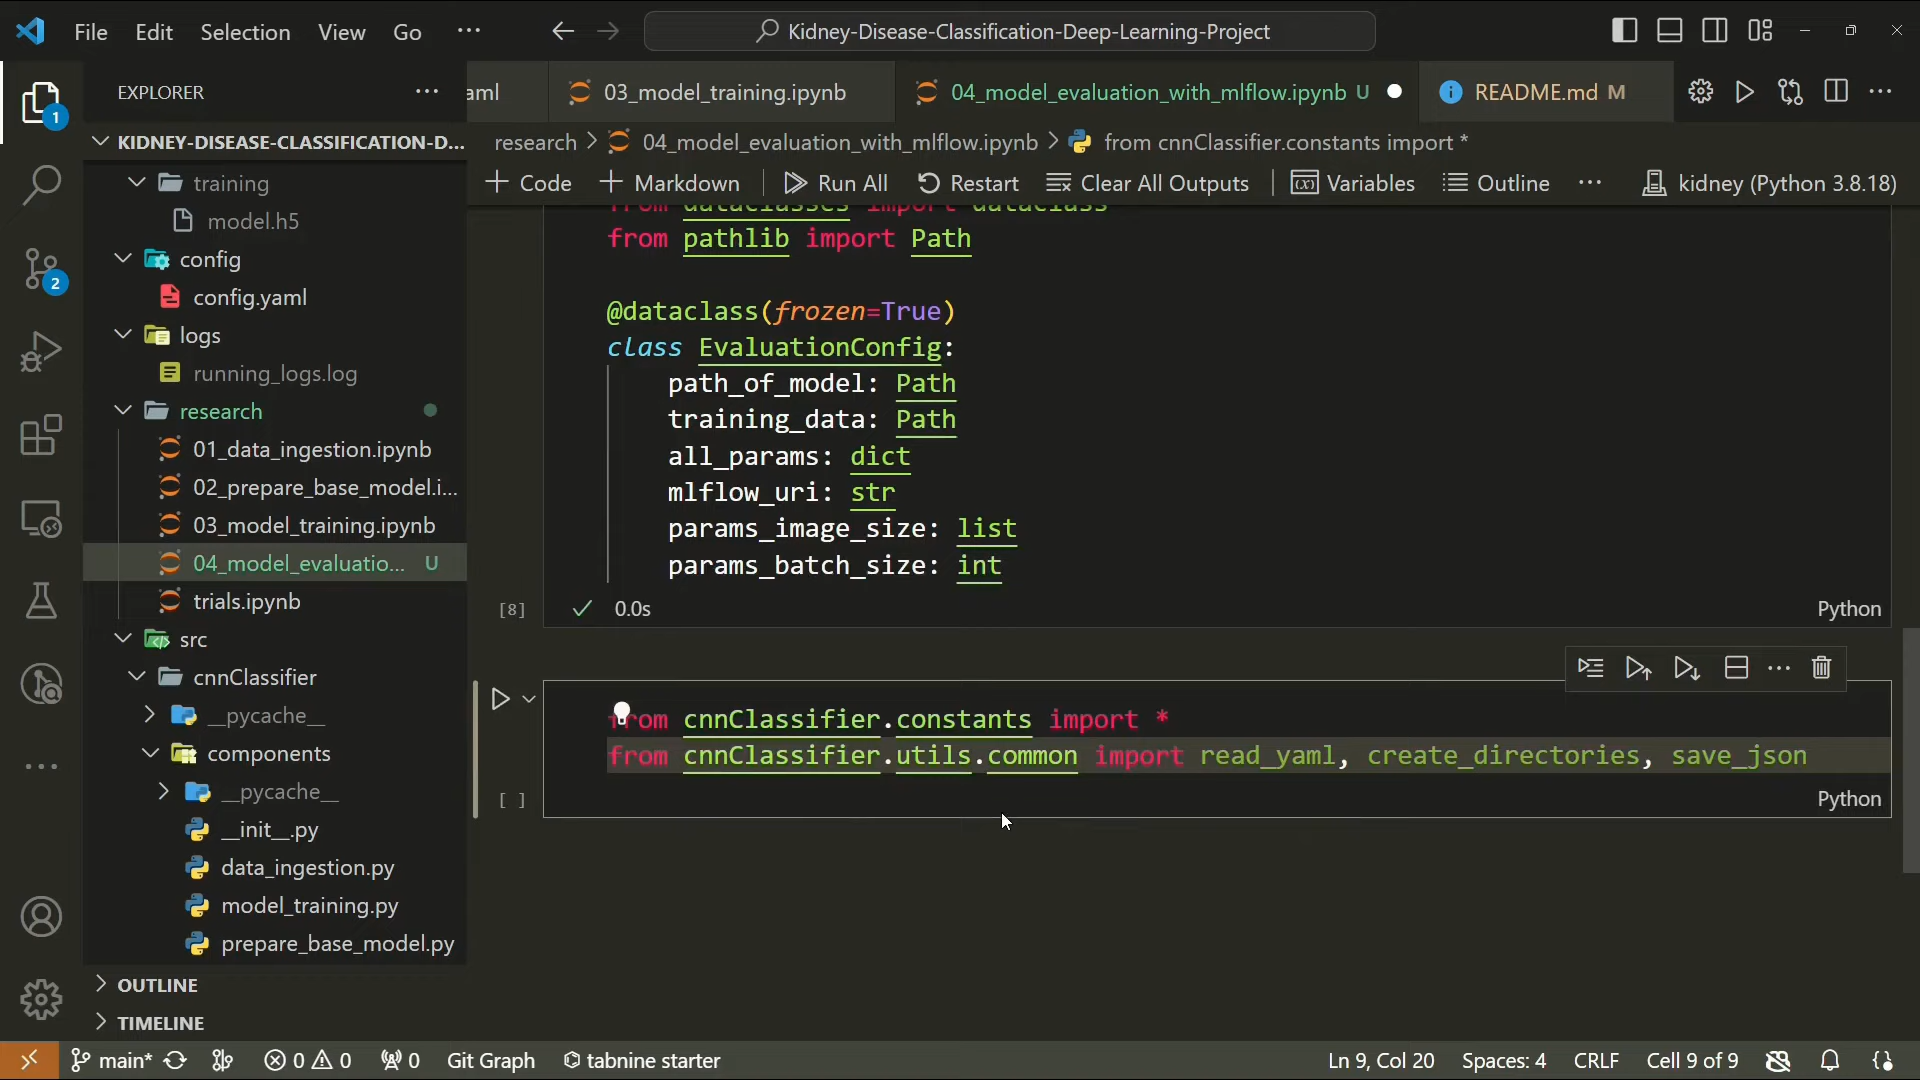 File Edit Selection View Go ··· Kidney-Disease-Classification-Deep-Learning-Project
EXPLORER
aml 03_model_training.ipynb 04_model_evaluation_with_mlflow.ipynb U README.md M
KIDNEY-DISEASE-CLASSIFICATION-D...
research > 04_model_evaluation_with_mlflow.ipynb > from cnnClassifier.constants import *
+ Code + Markdown Run All Restart Clear All Outputs Variables Outline ··· kidney (Python 3.8.18)
training
model.h5
config
config.yaml
logs
running_logs.log
research
01_data_ingestion.ipynb
02_prepare_base_model.i...
03_model_training.ipynb
04_model_evaluatio... U
trials.ipynb
src
cnnClassifier
__pycache__
components
__pycache__
__init__.py
data_ingestion.py
model_training.py
prepare_base_model.py
OUTLINE
TIMELINE
1
2
from dataclasses import dataclass
from pathlib import Path
@dataclass(frozen=True)
class EvaluationConfig:
path_of_model: Path
training_data: Path
all_params: dict
mlflow_uri: str
params_image_size: list
params_batch_size: int
[8] 0.0s Python
from cnnClassifier.constants import *
from cnnClassifier.utils.common import read_yaml, create_directories, save_json
[ ] Python
main* 0 0 0 Git Graph tabnine starter Ln 9, Col 20 Spaces: 4 CRLF Cell 9 of 9